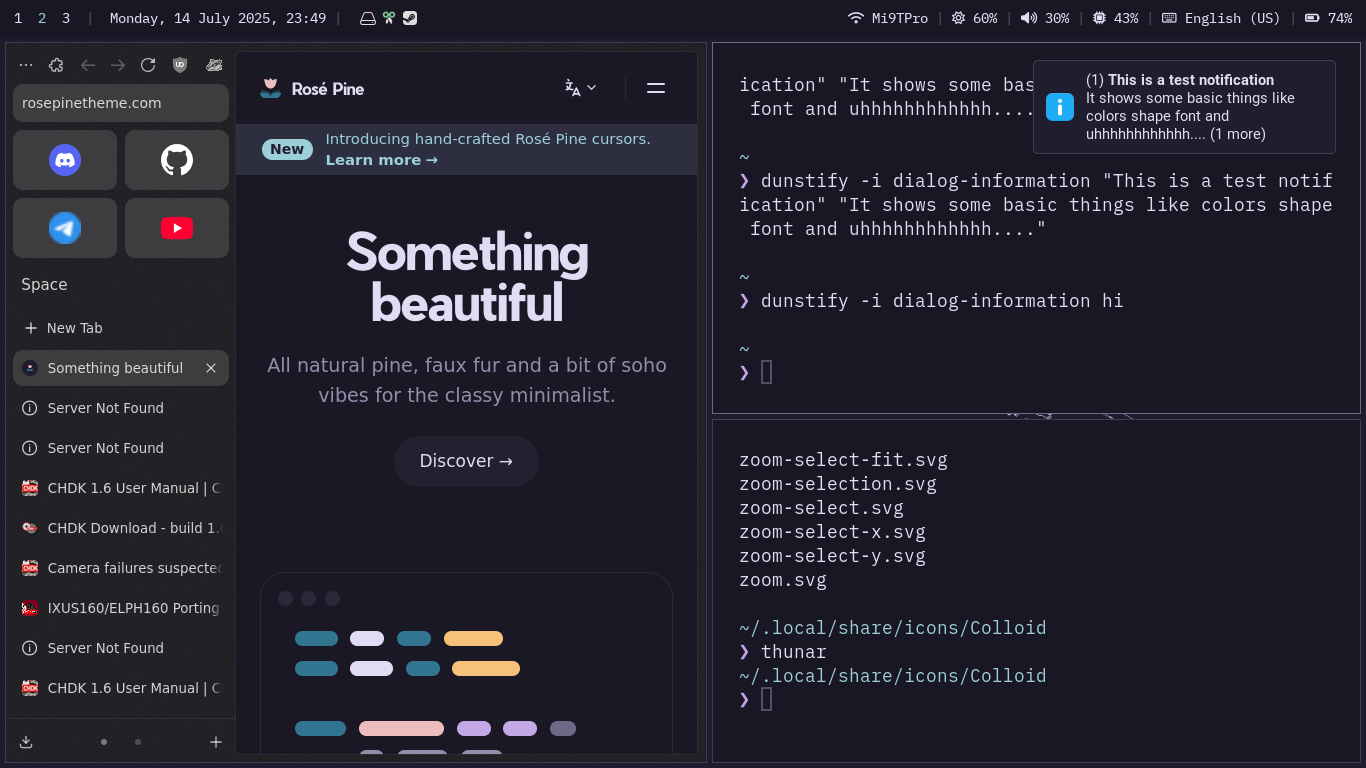 1 2 3 | Monday, 14 July 2025, 23:49 |
Mi9TPro | 60% | 30% | 43% | English (US) | 74%
rosepinetheme.com
Space
New Tab
Something beautiful
Server Not Found
Server Not Found
CHDK 1.6 User Manual | C
CHDK Download - build 1.
Camera failures suspected
IXUS160/ELPH160 Porting
Server Not Found
CHDK 1.6 User Manual | C
Rosé Pine
New
Introducing hand-crafted Rosé Pine cursors.
Learn more →
Something
beautiful
All natural pine, faux fur and a bit of soho
vibes for the classy minimalist.
Discover →
ication" "It shows some bas
font and uhhhhhhhhhhhh....
(1) This is a test notification
It shows some basic things like
colors shape font and
uhhhhhhhhhhhh.... (1 more)
~
❯ dunstify -i dialog-information "This is a test notif
ication" "It shows some basic things like colors shape
font and uhhhhhhhhhhhh...."
~
❯ dunstify -i dialog-information hi
~
❯
zoom-select-fit.svg
zoom-selection.svg
zoom-select.svg
zoom-select-x.svg
zoom-select-y.svg
zoom.svg
~/.local/share/icons/Colloid
❯ thunar
~/.local/share/icons/Colloid
❯